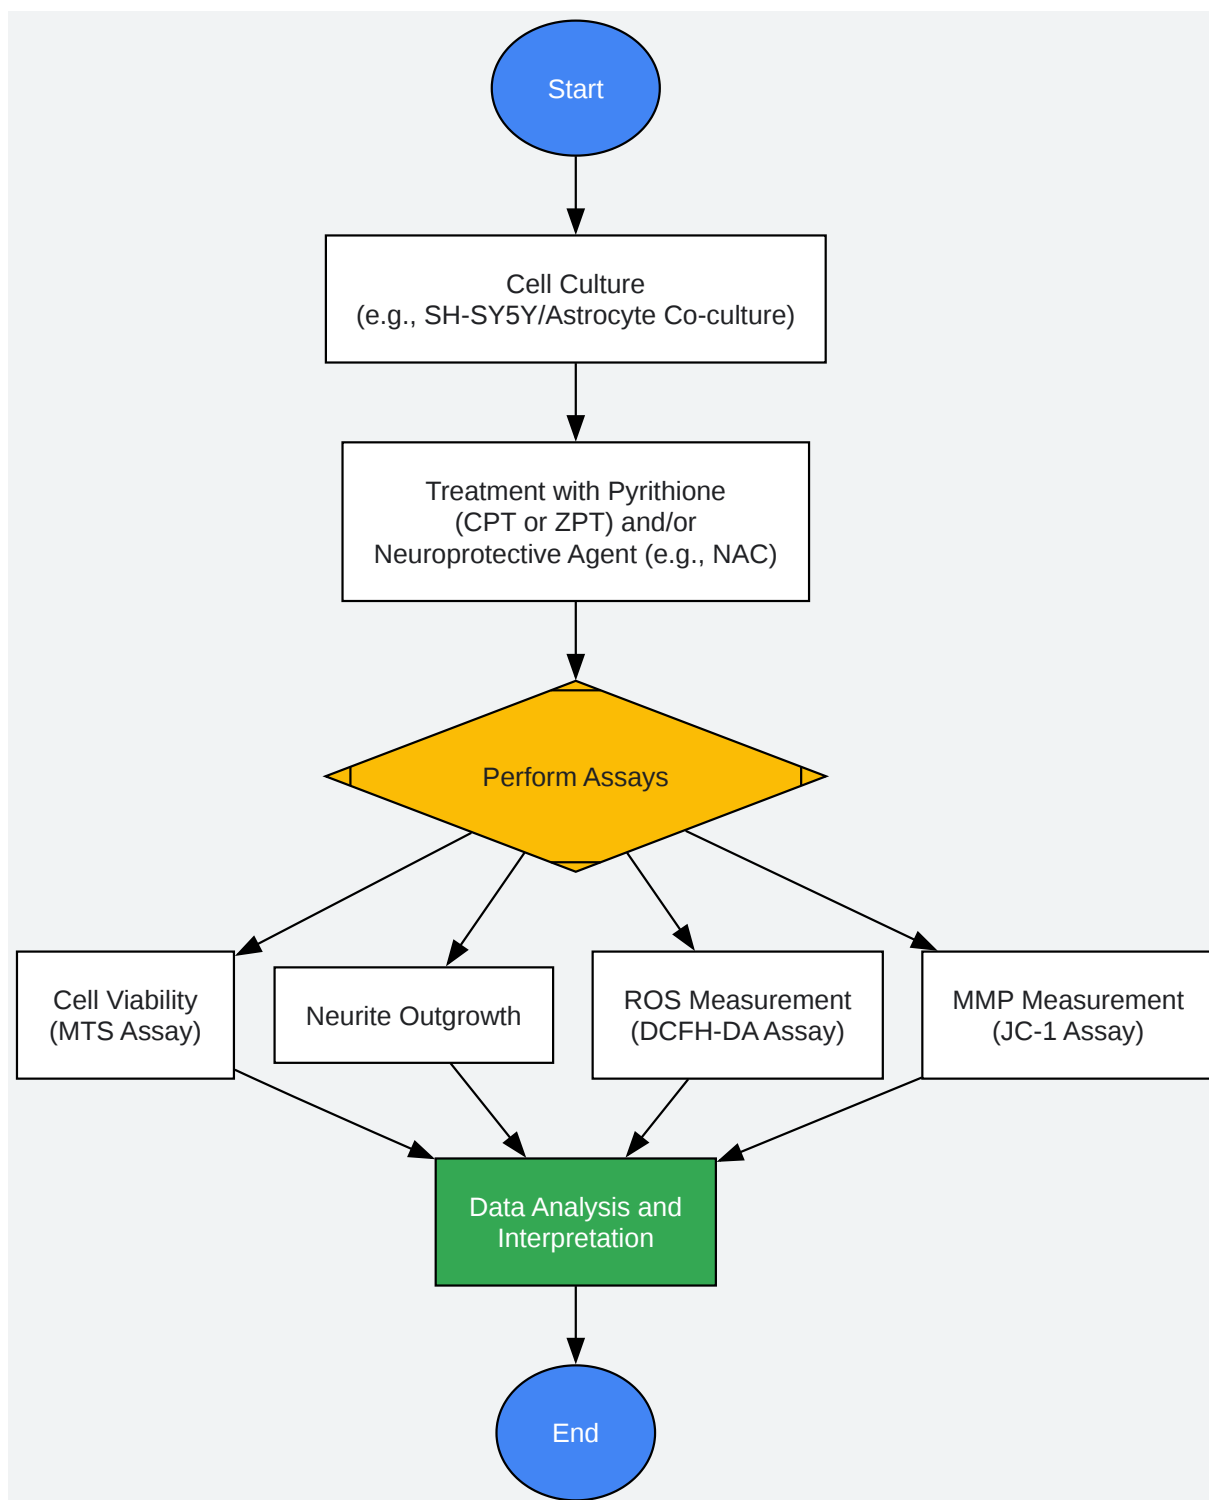 Start
Cell Culture
(e.g., SH-SY5Y/Astrocyte Co-culture)
Treatment with Pyrithione
(CPT or ZPT) and/or
Neuroprotective Agent (e.g., NAC)
Perform Assays
Cell Viability
(MTS Assay)
Neurite Outgrowth
ROS Measurement
(DCFH-DA Assay)
MMP Measurement
(JC-1 Assay)
Data Analysis and
Interpretation
End